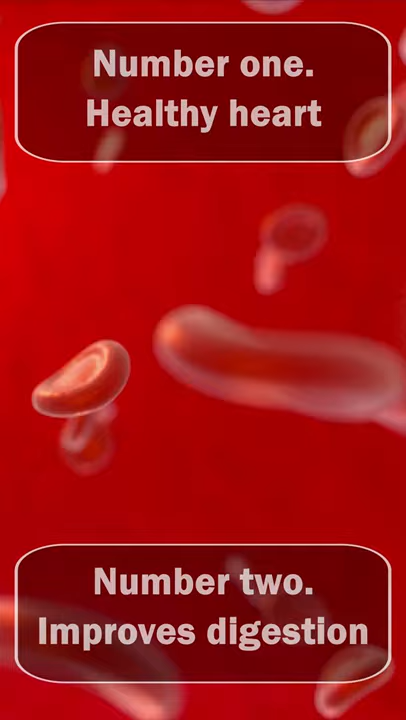 Number one.
Healthy heart
Number two.
Improves digestion